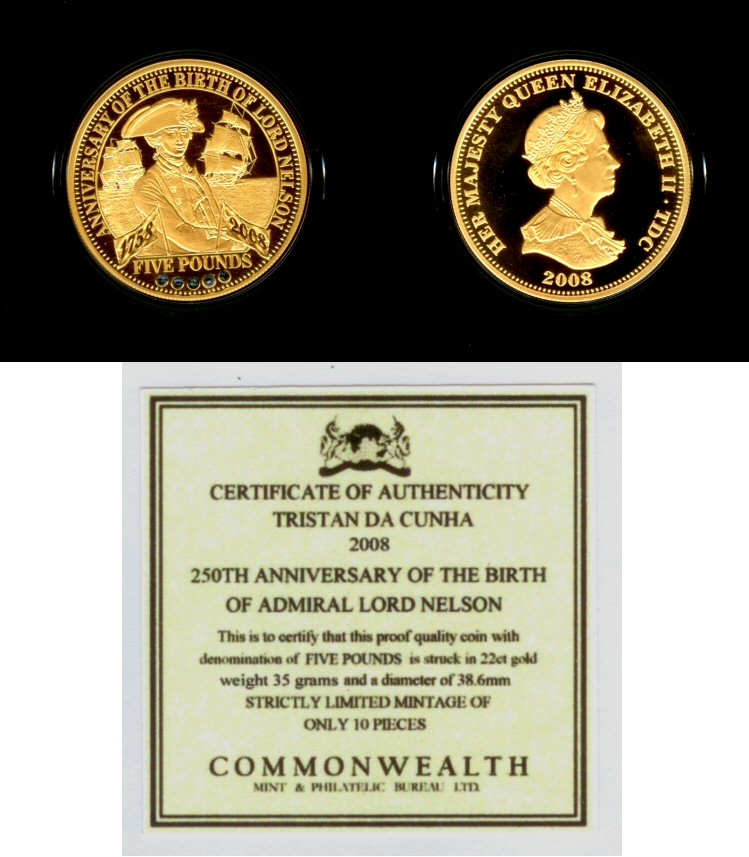 ANNIVERSARY OF THE BIRTH OF LORD NELSON
1758 2008
FIVE POUNDS
HER MAJESTY QUEEN ELIZABETH II · TDC
2008
CERTIFICATE OF AUTHENTICITY
TRISTAN DA CUNHA
2008
250TH ANNIVERSARY OF THE BIRTH
OF ADMIRAL LORD NELSON
This is to certify that this proof quality coin with
denomination of FIVE POUNDS is struck in 22ct gold
weight 35 grams and a diameter of 38.6mm
STRICTLY LIMITED MINTAGE OF
ONLY 10 PIECES
COMMONWEALTH
MINT & PHILATELIC BUREAU LTD.